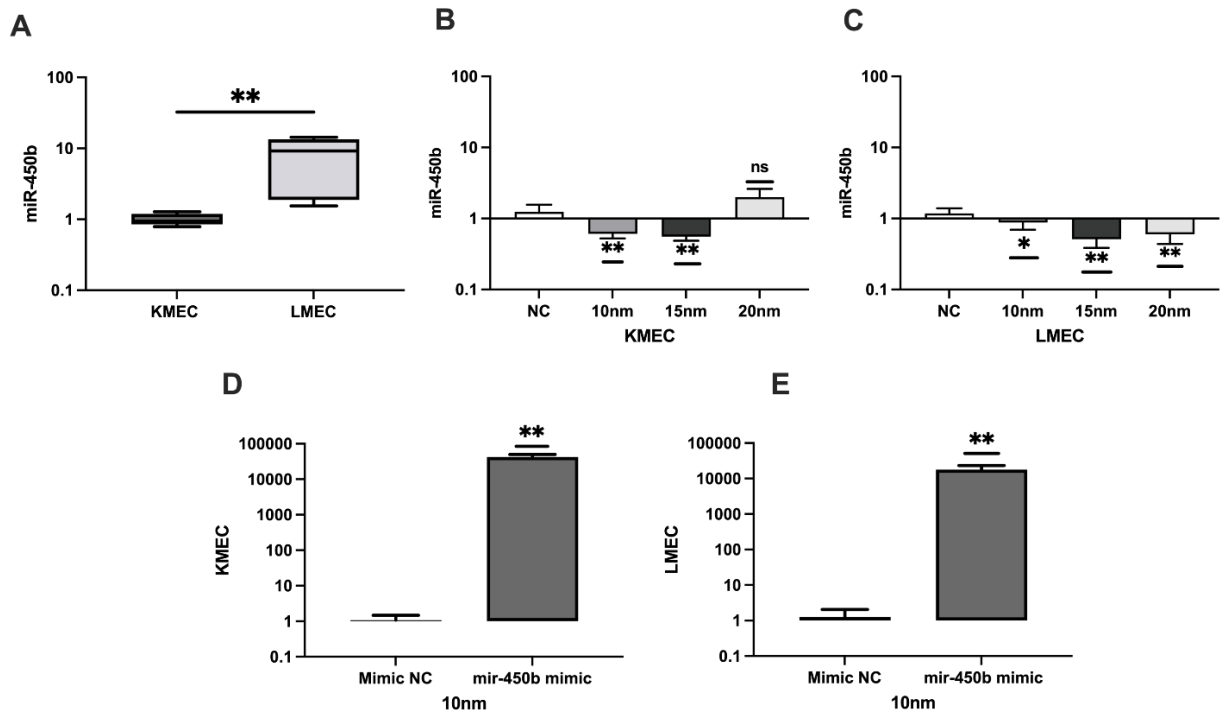 A
miR-450b
100
10
1
0.1
**
KMEC
LMEC
B
miR-450b
100
10
1
0.1
**
**
ns
NC
10nm
15nm
20nm
KMEC
C
miR-450b
100
10
1
0.1
*
**
**
NC
10nm
15nm
20nm
LMEC
D
KMEC
100000
10000
1000
100
10
1
0.1
**
Mimic NC
mir-450b mimic
10nm
E
LMEC
100000
10000
1000
100
10
1
0.1
**
Mimic NC
mir-450b mimic
10nm